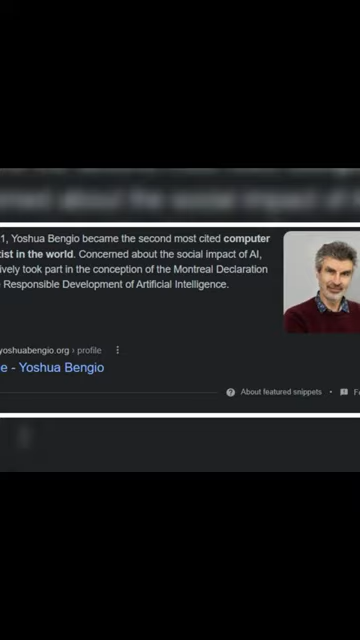 1, Yoshua Bengio became the second most cited computer
tist in the world. Concerned about the social impact of AI,
ively took part in the conception of the Montreal Declaration
e Responsible Development of Artificial Intelligence.
yoshuabengio.org › profile
e - Yoshua Bengio
About featured snippets • F